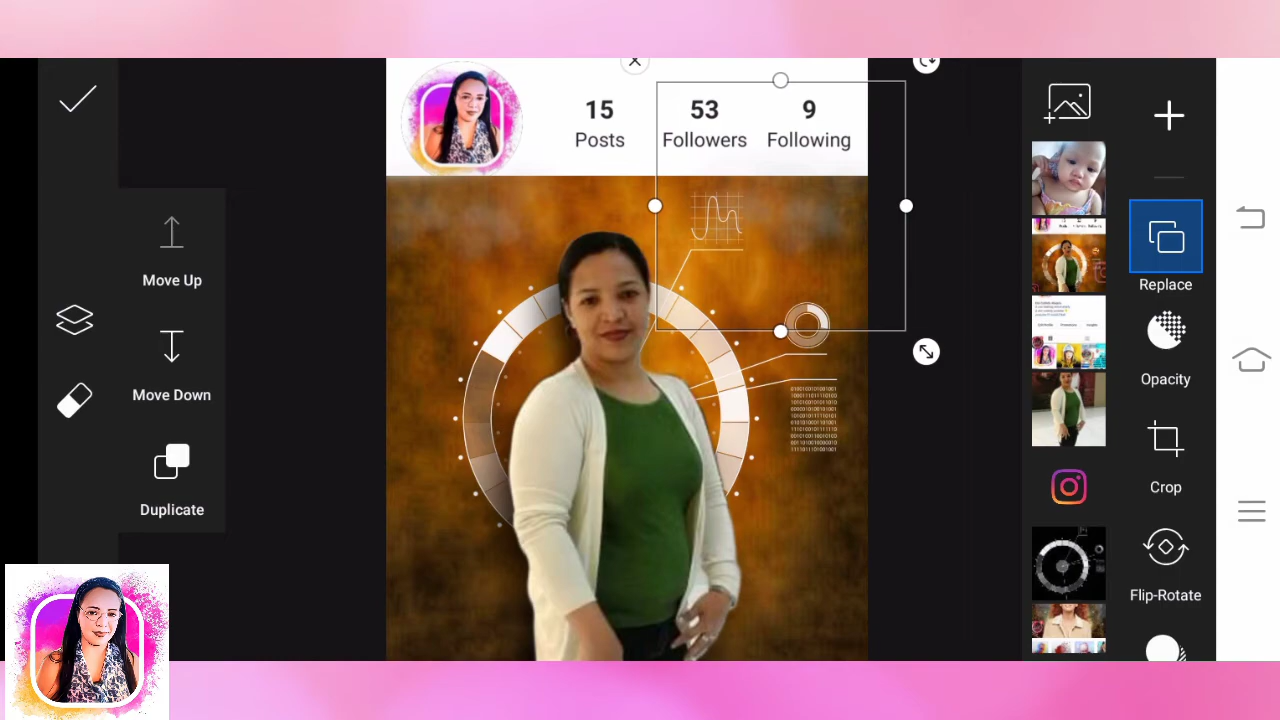 15
Posts
53
Followers
9
Following
Move Up
Move Down
Duplicate
Replace
Opacity
Crop
Flip-Rotate